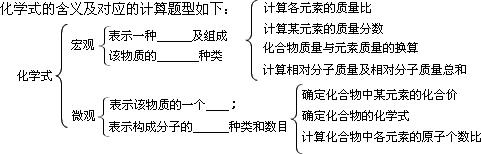 化学式的含义及对应的计算题型如下：
化学式
宏观
表示一种______及组成
该物质的______种类
计算各元素的质量比
计算某元素的质量分数
化合物质量与元素质量的换算
计算相对分子质量及相对分子质量总和
微观
表示该物质的一个____；
表示构成分子的______种类和数目
确定化合物中某元素的化合价
确定化合物的化学式
计算化合物中各元素的原子个数比